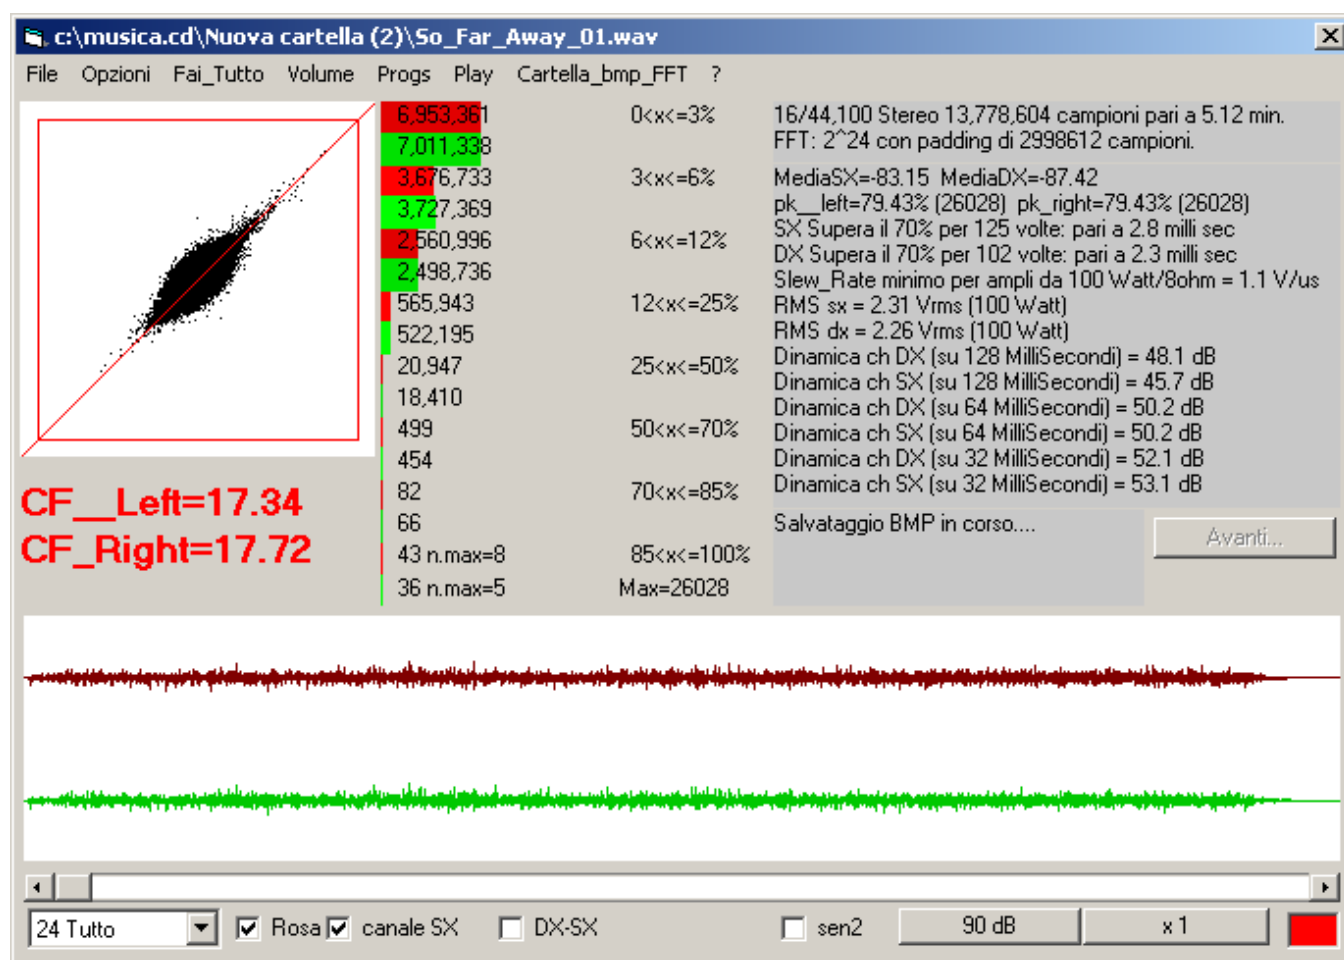 c:\musica.cd\Nuova cartella (2)\So_Far_Away_01.wav
File Opzioni Fai_Tutto Volume Progs Play Cartella_bmp_FFT ?
6,953,361 0<x<=3%
7,011,338
3,676,733 3<x<=6%
3,727,369
2,560,996 6<x<=12%
2,498,736
565,943 12<x<=25%
522,195
20,947 25<x<=50%
18,410
499 50<x<=70%
454
82 70<x<=85%
66
43 n.max=8 85<x<=100%
36 n.max=5 Max=26028
CF__Left=17.34
CF_Right=17.72
16/44,100 Stereo 13,778,604 campioni pari a 5.12 min.
FFT: 2^24 con padding di 2998612 campioni.
MediaSX=-83.15 MediaDX=-87.42
pk__left=79.43% (26028) pk_right=79.43% (26028)
SX Supera il 70% per 125 volte: pari a 2.8 milli sec
DX Supera il 70% per 102 volte: pari a 2.3 milli sec
Slew_Rate minimo per ampli da 100 Watt/8ohm = 1.1 V/us
RMS sx = 2.31 Vrms (100 Watt)
RMS dx = 2.26 Vrms (100 Watt)
Dinamica ch DX (su 128 MilliSecondi) = 48.1 dB
Dinamica ch SX (su 128 MilliSecondi) = 45.7 dB
Dinamica ch DX (su 64 MilliSecondi) = 50.2 dB
Dinamica ch SX (su 64 MilliSecondi) = 50.2 dB
Dinamica ch DX (su 32 MilliSecondi) = 52.1 dB
Dinamica ch SX (su 32 MilliSecondi) = 53.1 dB
Salvataggio BMP in corso....
Avanti...
24 Tutto Rosa canale SX DX-SX sen2 90 dB x 1